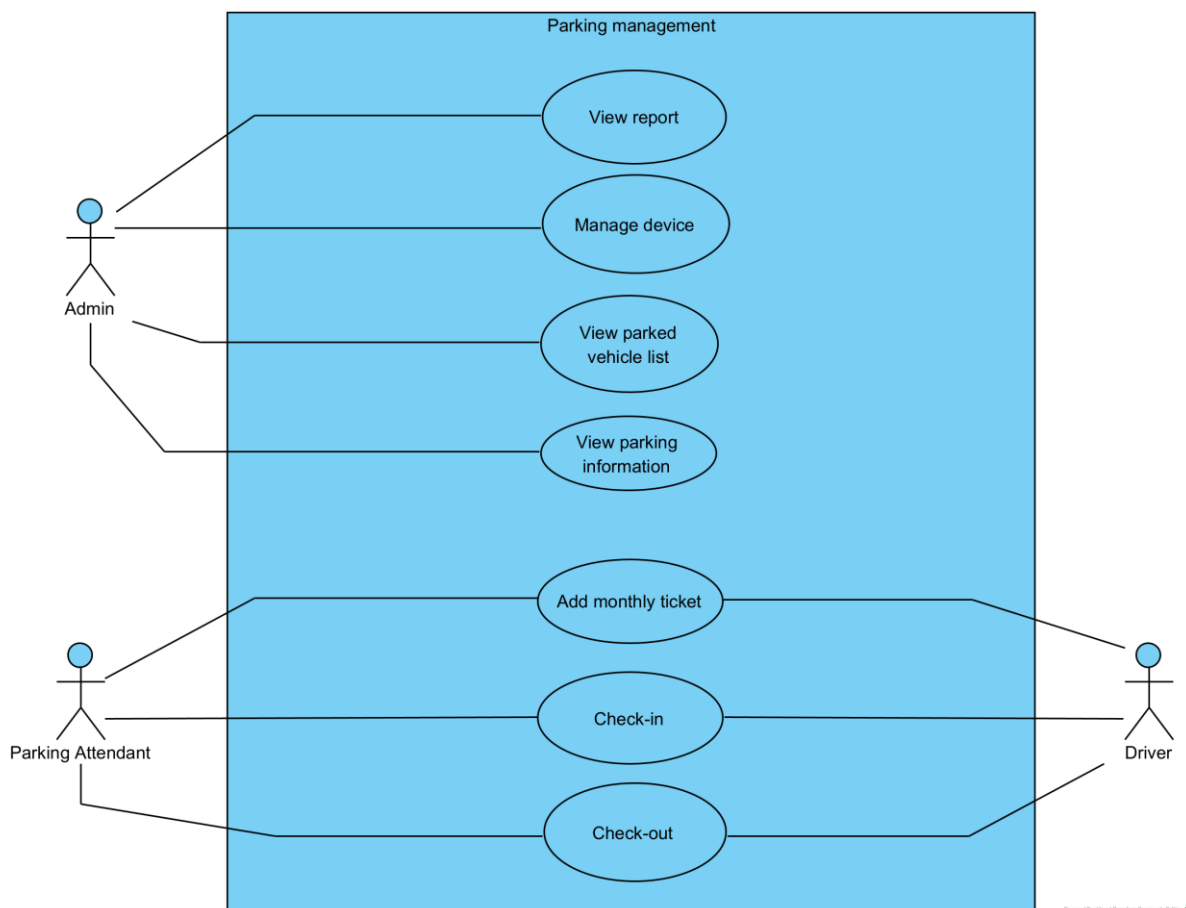 Parking management
View report
Manage device
Admin
View parked
vehicle list
View parking
information
Add monthly ticket
Check-in
Parking Attendant
Driver
Check-out